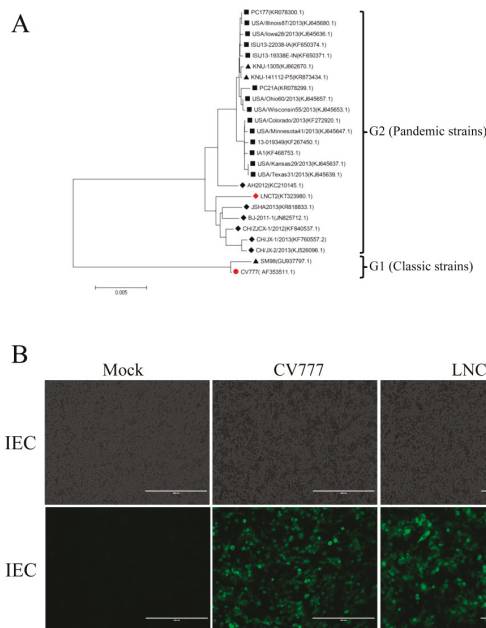 A
PC177(KR078300.1)
USA/Illinois87/2013(KJ645680.1)
USA/Iowa28/2013(KJ645636.1)
ISU13-22038-IA(KF650374.1)
ISU13-19338E-IN(KF650371.1)
KNU-1305(KJ662670.1)
KNU-141112-P5(KR873434.1)
PC21A(KR078299.1)
USA/Ohio60/2013(KJ645657.1)
USA/Wisconsin55/2013(KJ645653.1)
USA/Colorado/2013(KF272920.1)
USA/Minnesota41/2013(KJ645647.1)
13-019349(KF267450.1)
IA1(KF468753.1)
USA/Kansas29/2013(KJ645637.1)
USA/Texas31/2013(KJ645639.1)
G2 (Pandemic strains)
AH2012(KC210145.1)
LNCT2(KT323980.1)
JSHA2013(KR818833.1)
BJ-2011-1(JN825712.1)
CH/ZJCX-1/2012(KF840537.1)
CH/JX-1/2013(KF760557.2)
CH/JX-2/2013(KJ526096.1)
SM98(GU937797.1)
CV777( AF353511.1)
G1 (Classic strains)
0.005
B
Mock CV777 LNC
IEC
IEC